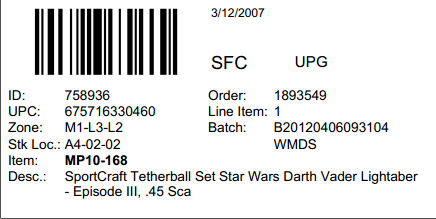 3/12/2007
SFC UPG
ID: 758936 Order: 1893549
UPC: 675716330460 Line Item: 1
Zone: M1-L3-L2 Batch: B20120406093104
Stk Loc.: A4-02-02 WMDS
Item: MP10-168
Desc.: SportCraft Tetherball Set Star Wars Darth Vader Lightaber
- Episode III, .45 Sca